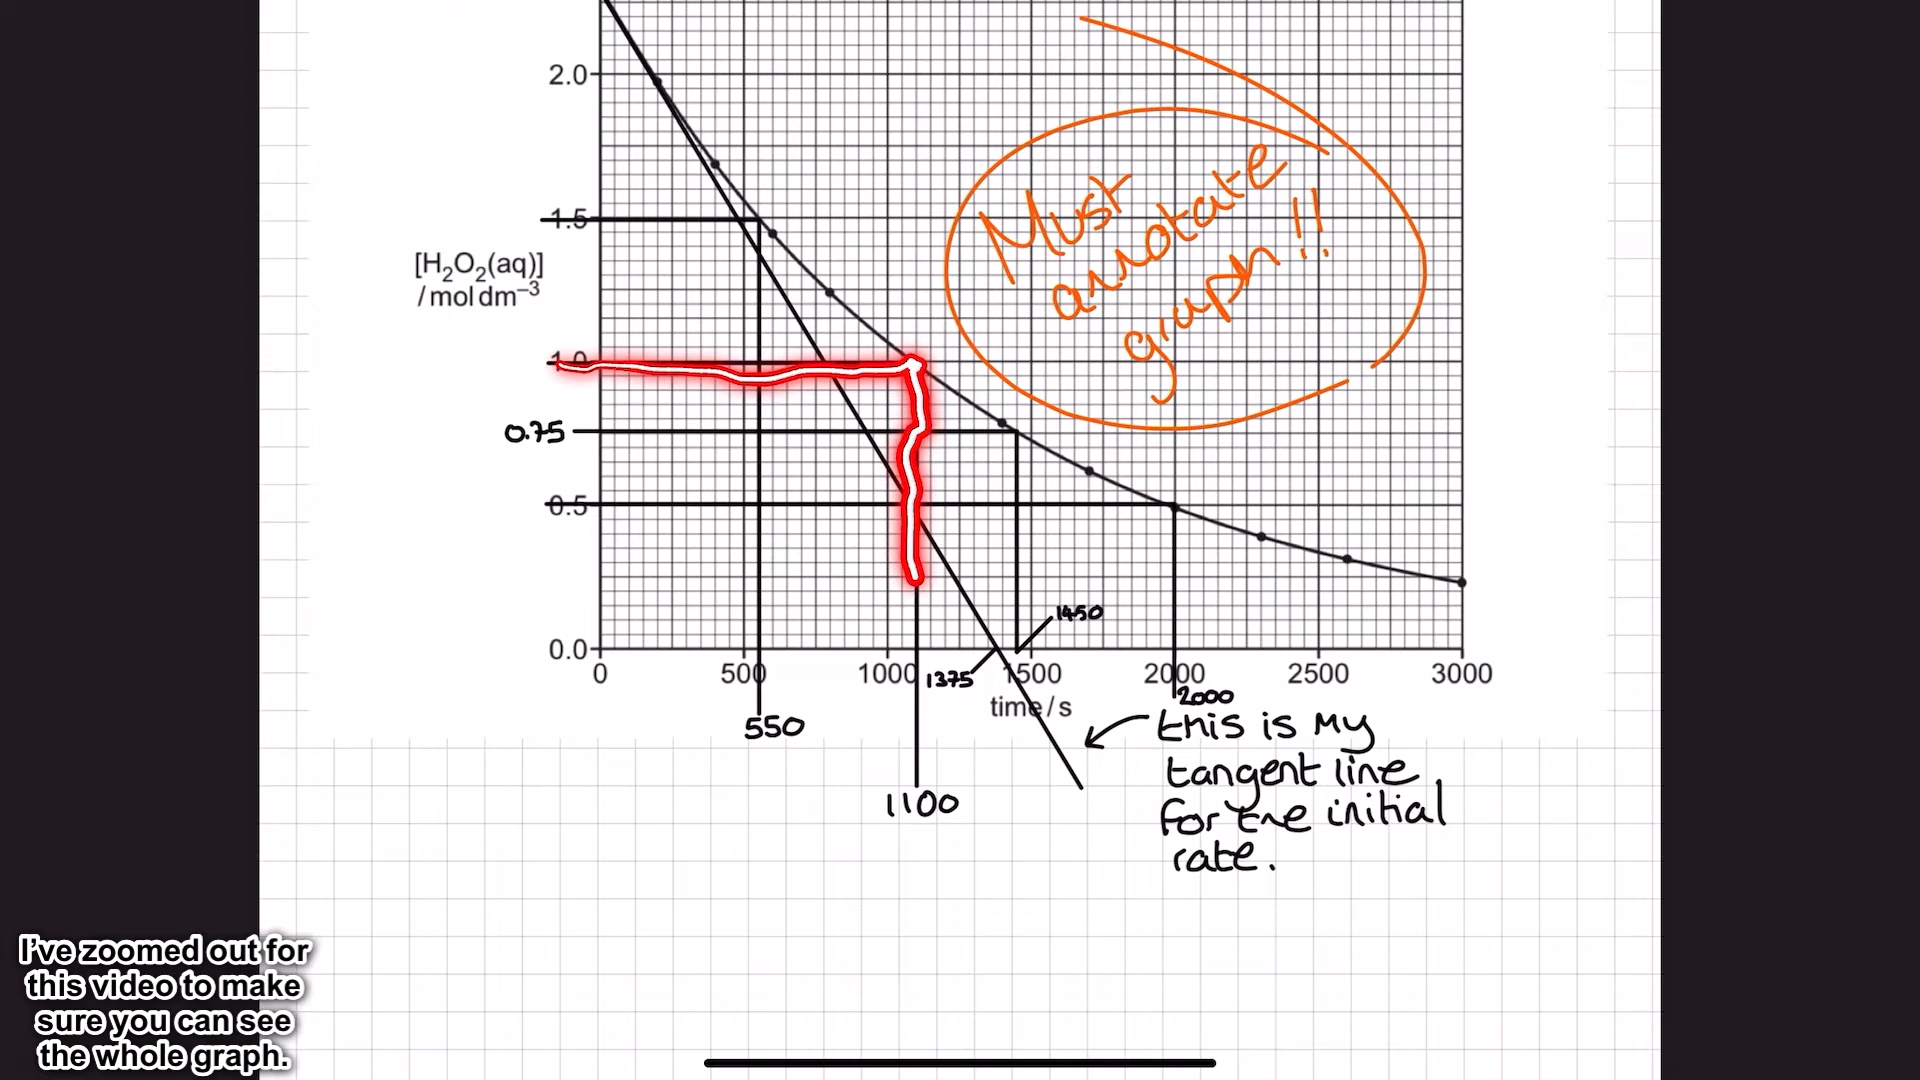 2.0
1.5
[H₂O₂(aq)]
/ mol dm⁻³
1.0
0.75
0.5
0.0
0 500 1000 1500 2000 2500 3000
time / s
Must
annotate
graph!!
1450
1375
2000
550
1100
this is my
tangent line
for the initial
rate.
I've zoomed out for
this video to make
sure you can see
the whole graph.